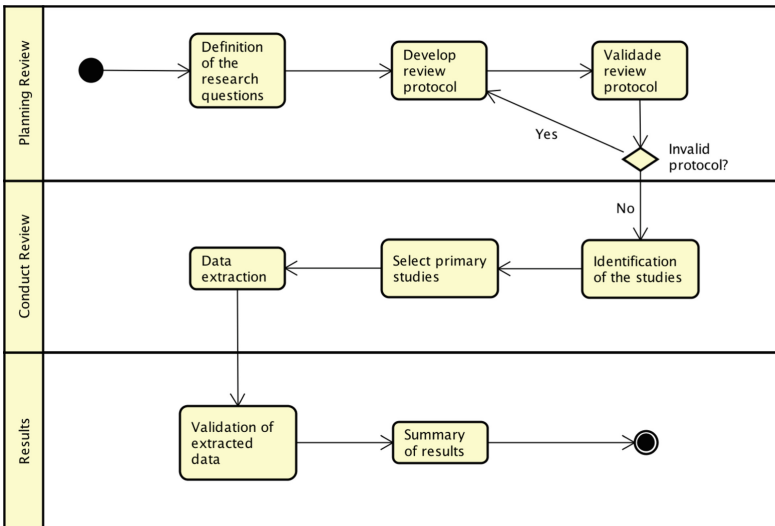 Planning Review
Definition
of the
research
questions
Develop
review
protocol
Validade
review
protocol
Yes
Invalid
protocol?
No
Conduct Review
Data
extraction
Select primary
studies
Identification
of the studies
Results
Validation of
extracted
data
Summary
of results